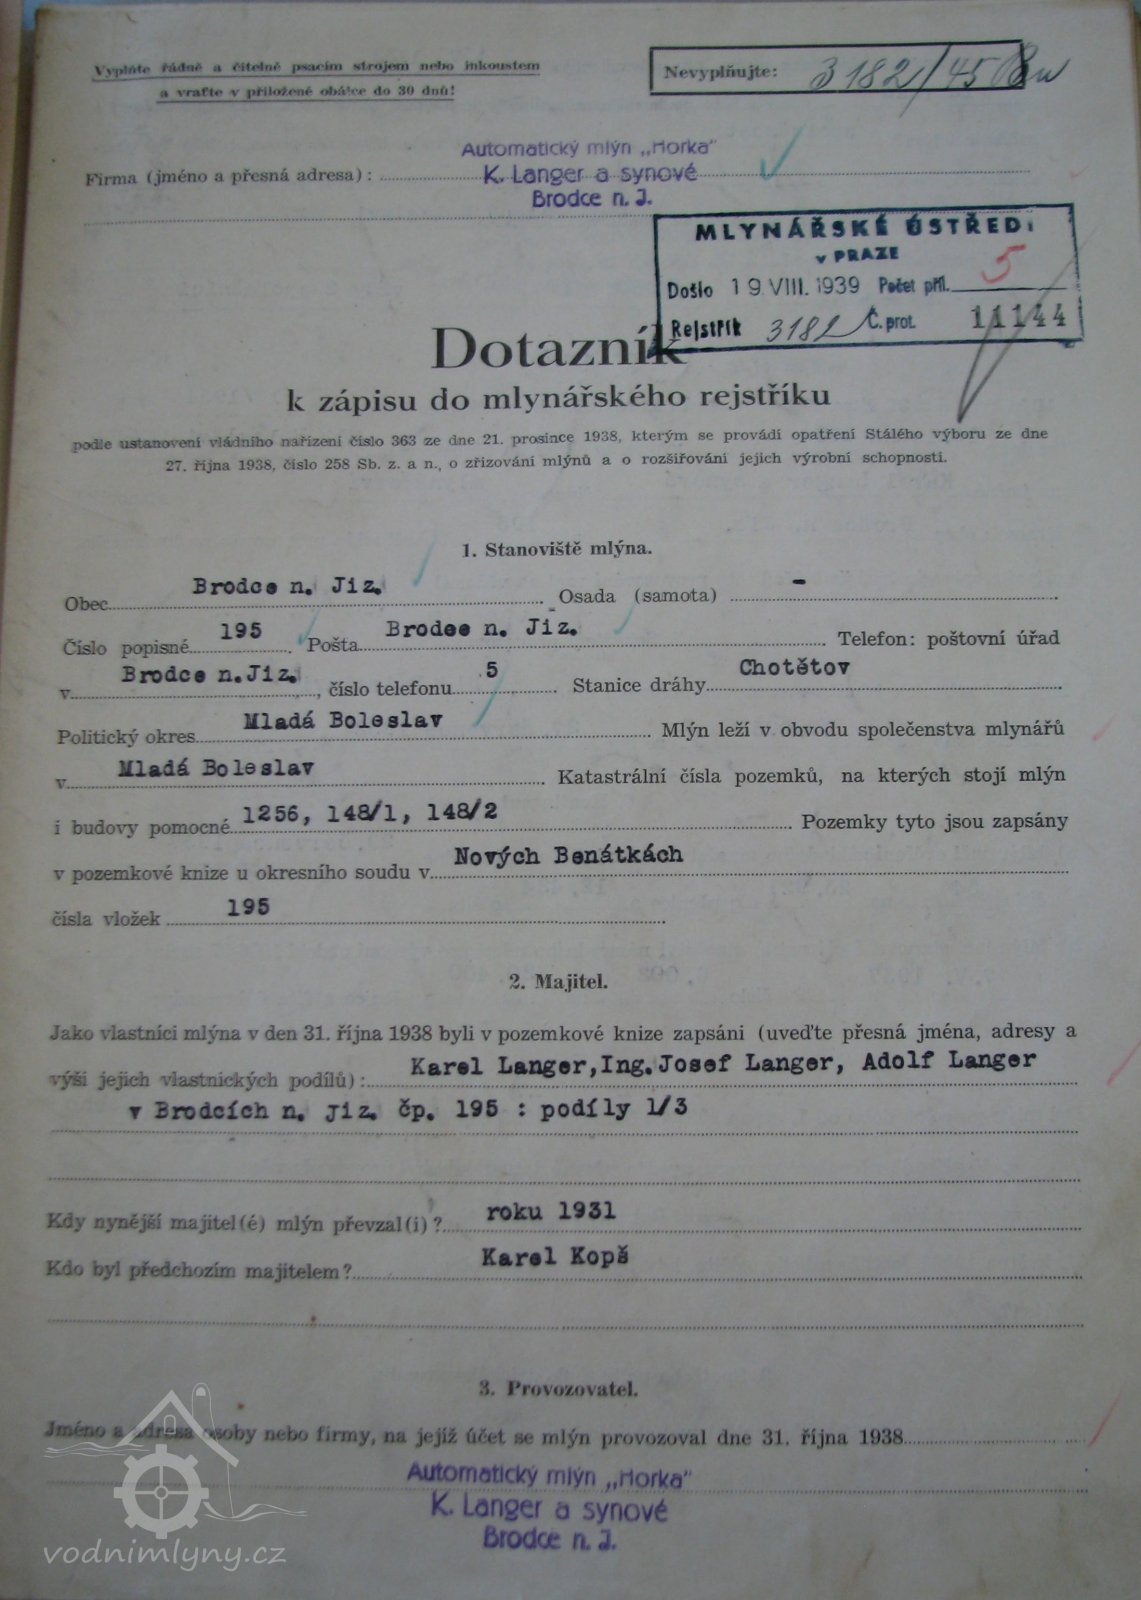 Vyplňte řádně a čitelně psacím strojem nebo inkoustem
a vraťte v přiložené obálce do 30 dnů!
Nevyplňujte: 3182/45
Automatický mlýn „Horka"
Firma (jméno a přesná adresa): K. Langer a synové
Brodce n. J.
MLYNÁŘSKÉ ÚSTŘEDÍ
v PRAZE
Došlo 19. VIII. 1939 Počet příl. 5
Rejstřík 3182 Č. prot. 11144
Dotazník
k zápisu do mlynářského rejstříku
podle ustanovení vládního nařízení číslo 363 ze dne 21. prosince 1938, kterým se provádí opatření Stálého výboru ze dne
27. října 1938, číslo 258 Sb. z. a n., o zřizování mlýnů a o rozšiřování jejich výrobní schopnosti.
1. Stanoviště mlýna.
Obec Brodce n. Jiz. Osada (samota) -
Číslo popisné 195 Pošta Brodce n. Jiz. Telefon: poštovní úřad
v Brodce n.Jiz., číslo telefonu 5 Stanice dráhy Chotětov
Politický okres Mladá Boleslav Mlýn leží v obvodu společenstva mlynářů
v Mladá Boleslav Katastrální čísla pozemků, na kterých stojí mlýn
i budovy pomocné 1256, 148/1, 148/2 Pozemky tyto jsou zapsány
v pozemkové knize u okresního soudu v Nových Benátkách
čísla vložek 195
2. Majitel.
Jako vlastníci mlýna v den 31. října 1938 byli v pozemkové knize zapsáni (uveďte přesná jména, adresy a
výši jejich vlastnických podílů): Karel Langer, Ing. Josef Langer, Adolf Langer
v Brodcích n. Jiz. čp. 195 : podíly 1/3
Kdy nynější majitel(é) mlýn převzal(i)? roku 1931
Kdo byl předchozím majitelem? Karel Kopš
3. Provozovatel.
Jméno a adresa osoby nebo firmy, na jejíž účet se mlýn provozoval dne 31. října 1938
Automatický mlýn „Horka"
K. Langer a synové
Brodce n. J.
vodnimlyny.cz